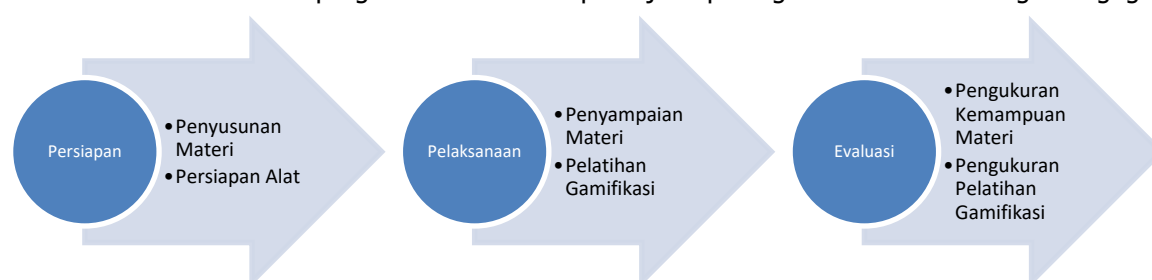 Persiapan
•Penyusunan
Materi
•Persiapan Alat
Pelaksanaan
•Penyampaian
Materi
•Pelatihan
Gamifikasi
Evaluasi
•Pengukuran
Kemampuan
Materi
•Pengukuran
Pelatihan
Gamifikasi